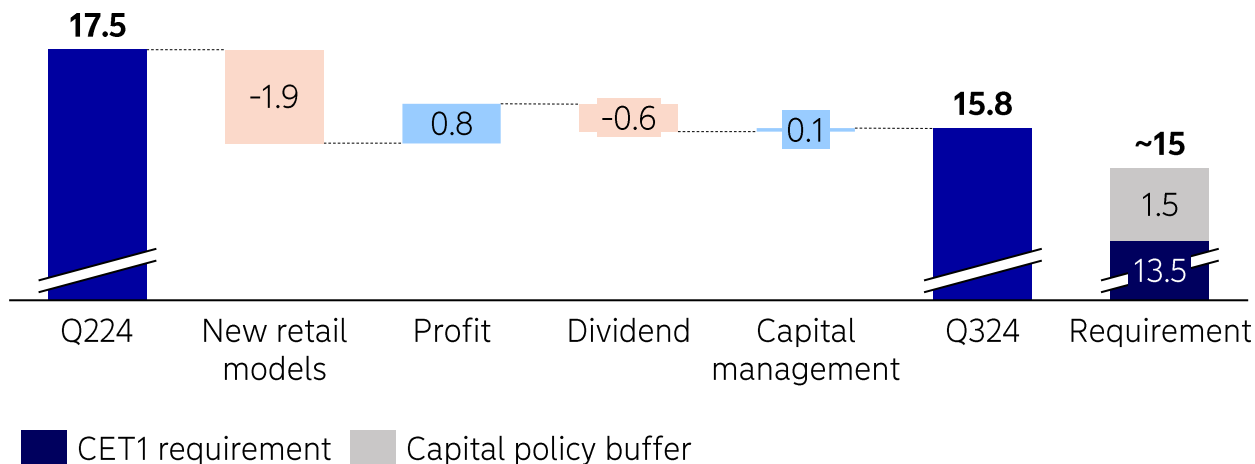 17.5
-1.9
0.8
-0.6
0.1
15.8
~15
1.5
13.5
Q224
New retail
models
Profit
Dividend
Capital
management
Q324
Requirement
CET1 requirement
Capital policy buffer